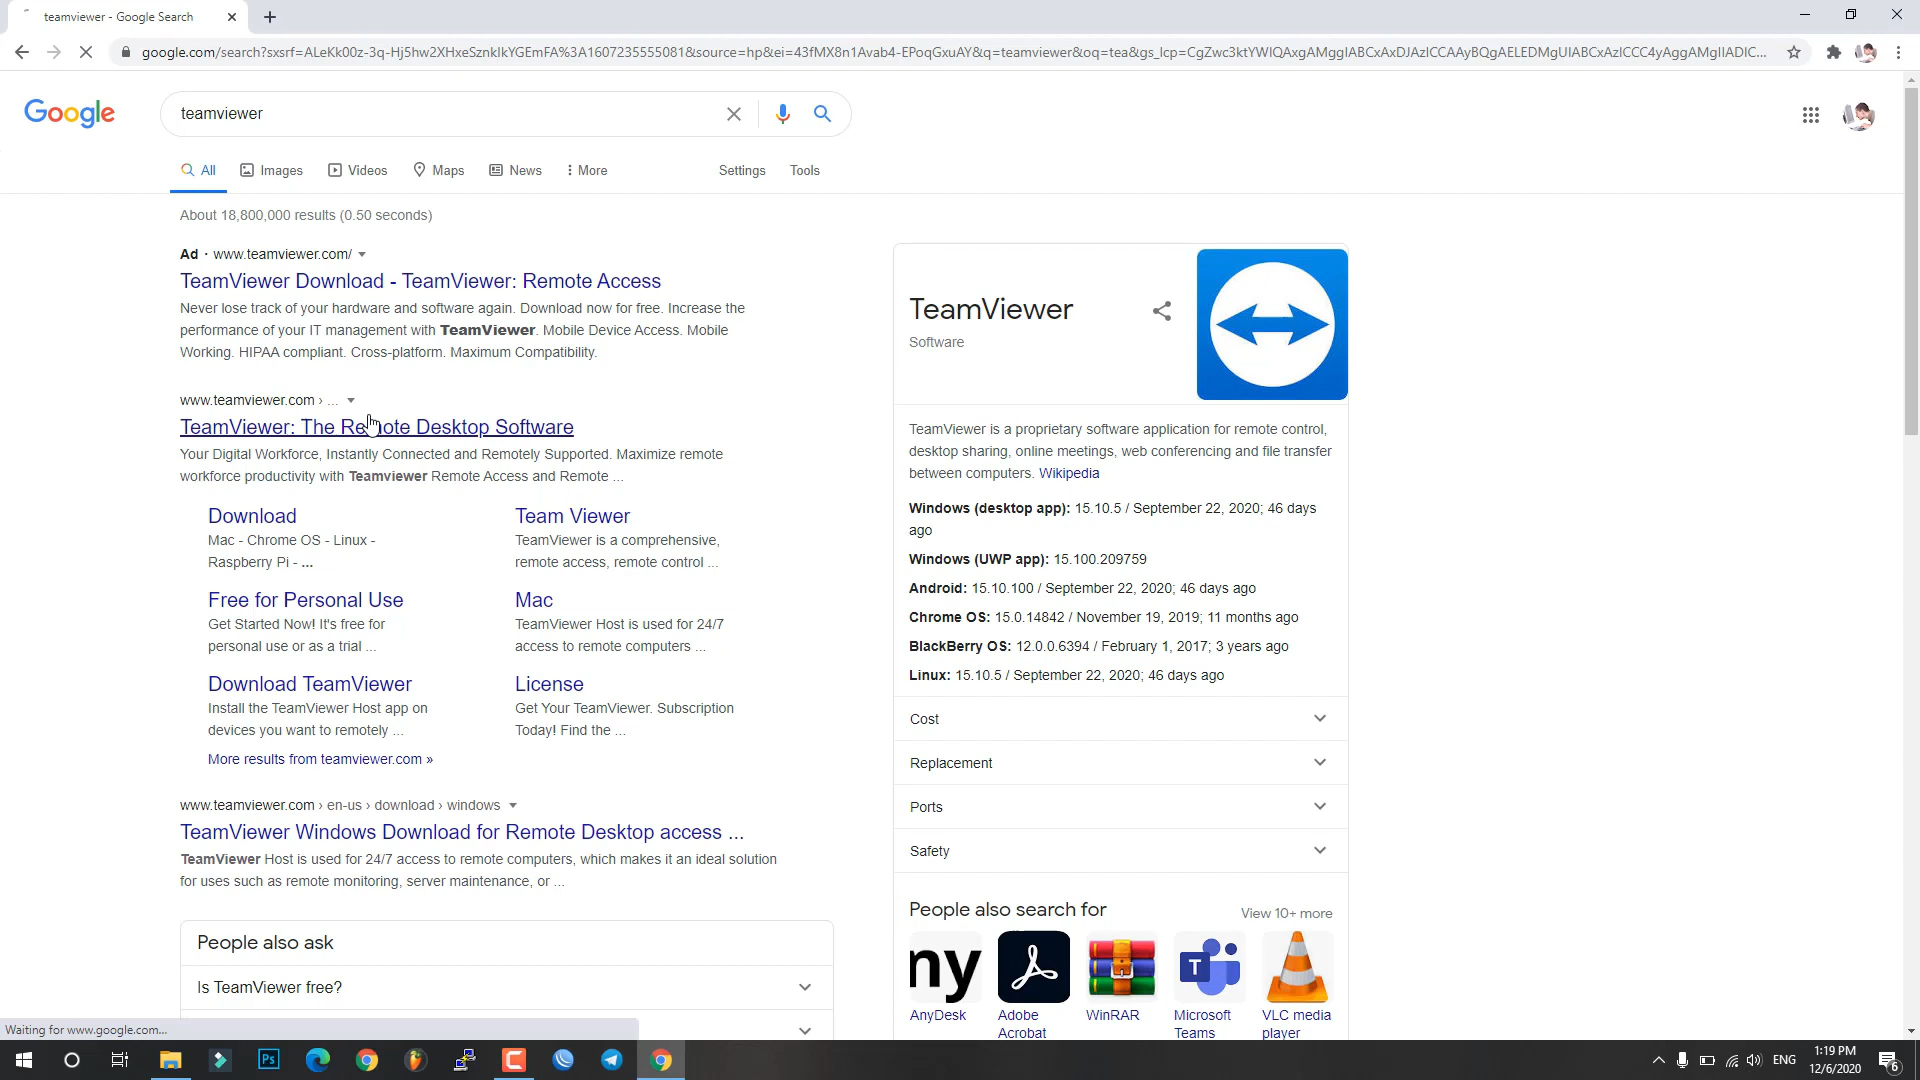 teamviewer - Google Search
google.com/search?sxsrf=ALeKk00z-3q-Hj5hw2XHxeSznkIkYGEmFA%3A1607235555081&source=hp&ei=43fMX8n1Avab4-EPoqGxuAY&q=teamviewer&oq=tea&gs_lcp=CgZwc3ktYWIQAxgAMggIABCxAxDJAzICCAAyBQgAELEDMgUIABCxAzICCC4yAggAMgIIADIC...
Google
teamviewer
All
Images
Videos
Maps
News
More
Settings
Tools
About 18,800,000 results (0.50 seconds)
Ad · www.teamviewer.com/
TeamViewer Download - TeamViewer: Remote Access
Never lose track of your hardware and software again. Download now for free. Increase the
performance of your IT management with TeamViewer. Mobile Device Access. Mobile
Working. HIPAA compliant. Cross-platform. Maximum Compatibility.
www.teamviewer.com › ...
TeamViewer: The Remote Desktop Software
Your Digital Workforce, Instantly Connected and Remotely Supported. Maximize remote
workforce productivity with Teamviewer Remote Access and Remote ...
Download
Mac - Chrome OS - Linux -
Raspberry Pi - ...
Team Viewer
TeamViewer is a comprehensive,
remote access, remote control ...
Free for Personal Use
Get Started Now! It's free for
personal use or as a trial ...
Mac
TeamViewer Host is used for 24/7
access to remote computers ...
Download TeamViewer
Install the TeamViewer Host app on
devices you want to remotely ...
License
Get Your TeamViewer. Subscription
Today! Find the ...
More results from teamviewer.com »
www.teamviewer.com › en-us › download › windows
TeamViewer Windows Download for Remote Desktop access ...
TeamViewer Host is used for 24/7 access to remote computers, which makes it an ideal solution
for uses such as remote monitoring, server maintenance, or ...
People also ask
Is TeamViewer free?
TeamViewer
Software
TeamViewer is a proprietary software application for remote control,
desktop sharing, online meetings, web conferencing and file transfer
between computers. Wikipedia
Windows (desktop app): 15.10.5 / September 22, 2020; 46 days
ago
Windows (UWP app): 15.100.209759
Android: 15.10.100 / September 22, 2020; 46 days ago
Chrome OS: 15.0.14842 / November 19, 2019; 11 months ago
BlackBerry OS: 12.0.0.6394 / February 1, 2017; 3 years ago
Linux: 15.10.5 / September 22, 2020; 46 days ago
Cost
Replacement
Ports
Safety
People also search for
View 10+ more
ny
T
AnyDesk
Adobe
Acrobat
WinRAR
Microsoft
Teams
VLC media
player
Waiting for www.google.com...
Ps
ENG
1:19 PM
12/6/2020
6